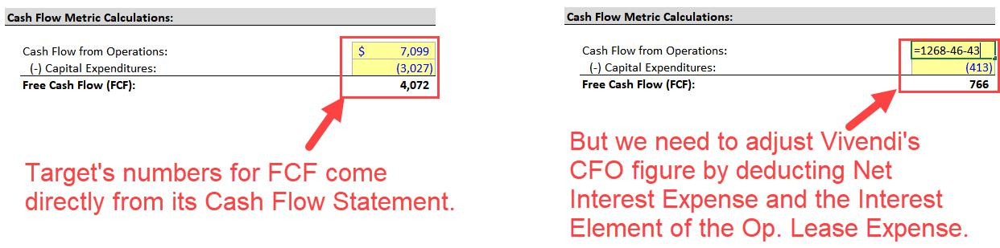 Cash Flow Metric Calculations:
Cash Flow from Operations: $ 7,099
(-) Capital Expenditures: (3,027)
Free Cash Flow (FCF): 4,072
Target's numbers for FCF come
directly from its Cash Flow Statement.
Cash Flow Metric Calculations:
Cash Flow from Operations: =1268-46-43
(-) Capital Expenditures: (413)
Free Cash Flow (FCF): 766
But we need to adjust Vivendi's
CFO figure by deducting Net
Interest Expense and the Interest
Element of the Op. Lease Expense.